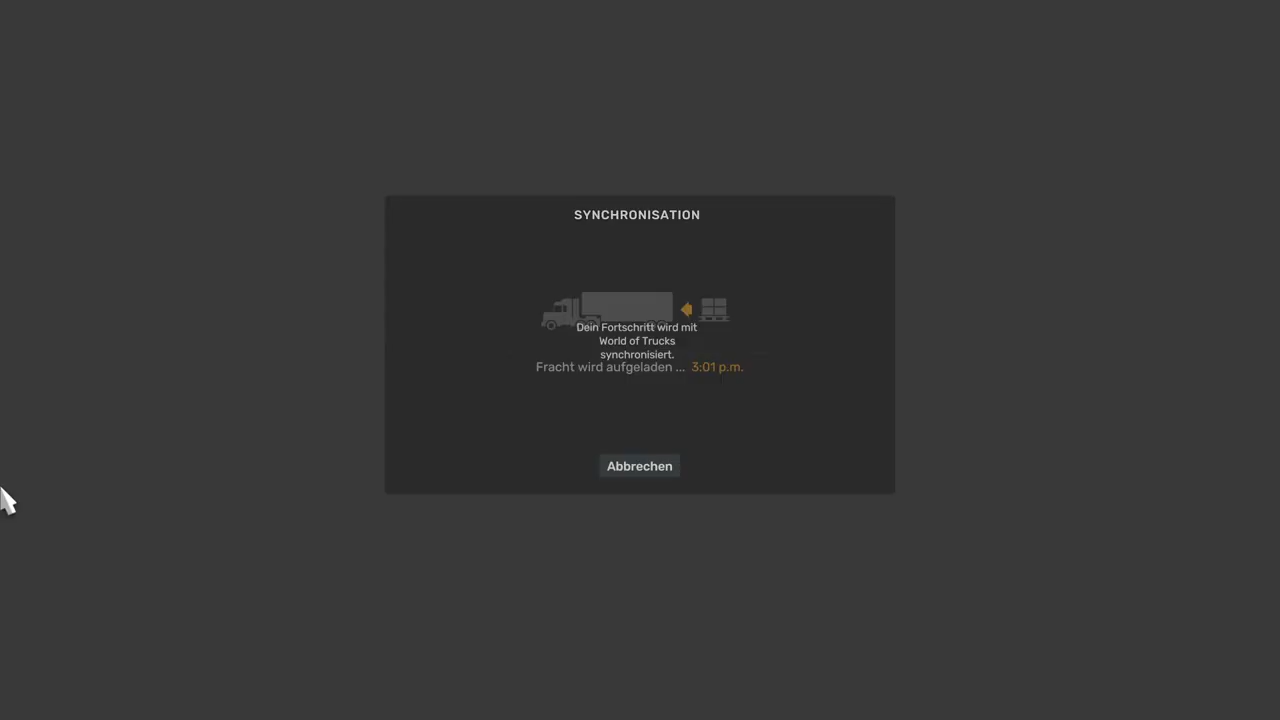 SYNCHRONISATION
Dein Fortschritt wird mit
World of Trucks
synchronisiert.
Fracht wird aufgeladen ... 3:01 p.m.
Abbrechen